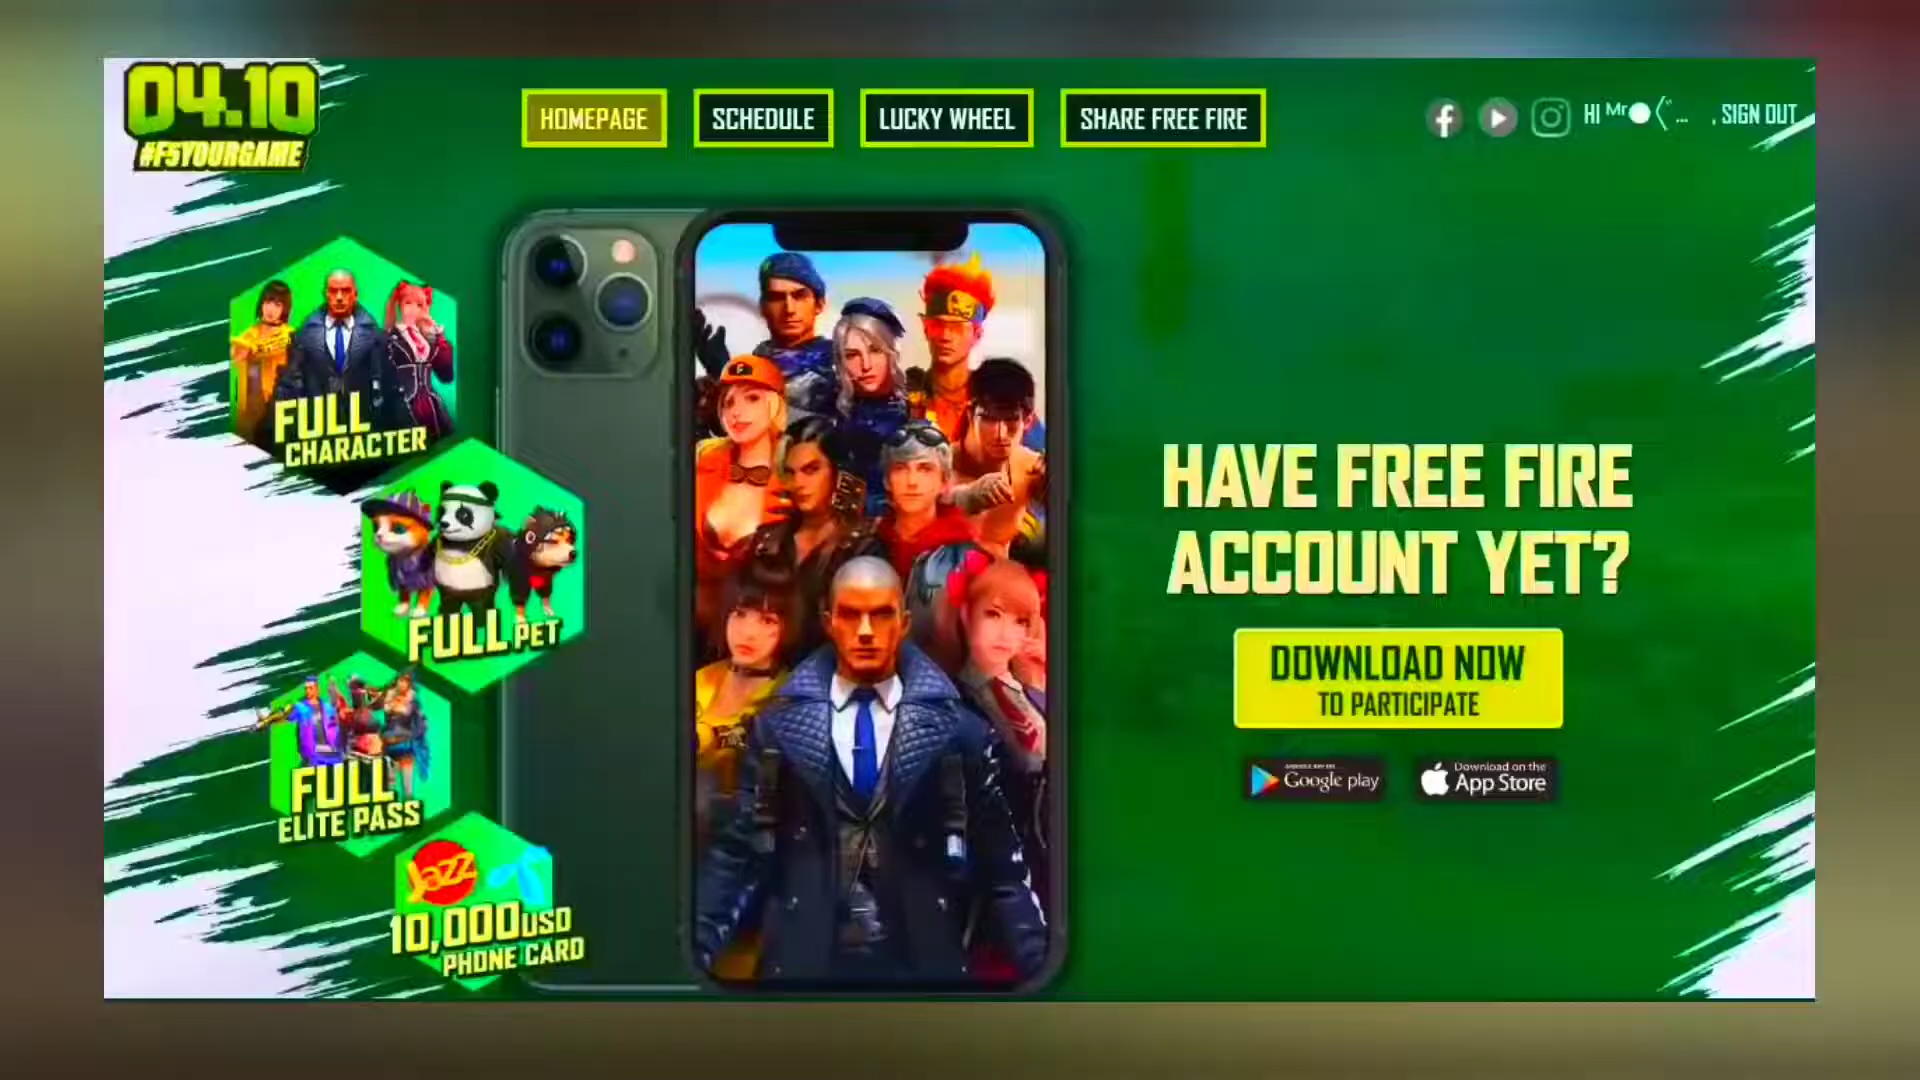 04.10
#F5YOURGAME
HOMEPAGE
SCHEDULE
LUCKY WHEEL
SHARE FREE FIRE
HI Mr ... , SIGN OUT
FULL
CHARACTER
FULL PET
FULL
ELITE PASS
Jazz
10,000USD
PHONE CARD
HAVE FREE FIRE
ACCOUNT YET?
DOWNLOAD NOW
TO PARTICIPATE
Google play
Download on the
App Store